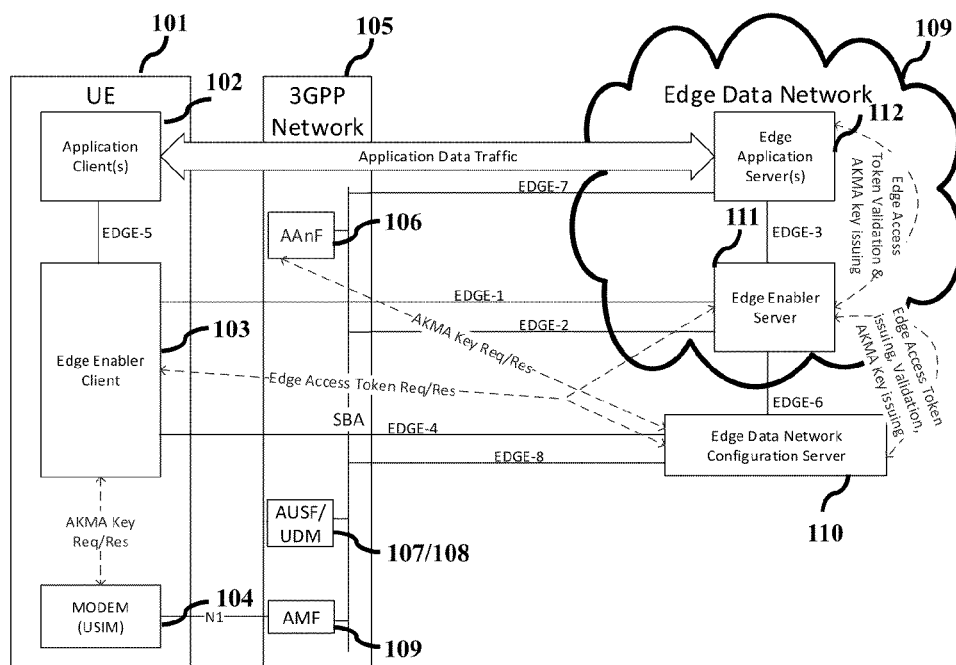 101
105
109
UE
102
3GPP
Network
Edge Data Network
112
Application
Client(s)
Application Data Traffic
Edge
Application
Server(s)
EDGE-7
106
AAnF
111
Edge Access
Token Validation &
AKMA key issuing
EDGE-5
EDGE-3
EDGE-1
103
Edge Enabler
Client
AKMA Key Req/Res
EDGE-2
Edge Enabler
Server
Edge Access Token Req/Res
Edge Access Token
issuing, Validation,
AKMA Key issuing
SBA
EDGE-4
EDGE-6
Edge Data Network
Configuration Server
EDGE-8
110
AUSF/
UDM
107/108
AKMA Key
Req/Res
MODEM
(USIM)
104
N1
AMF
109